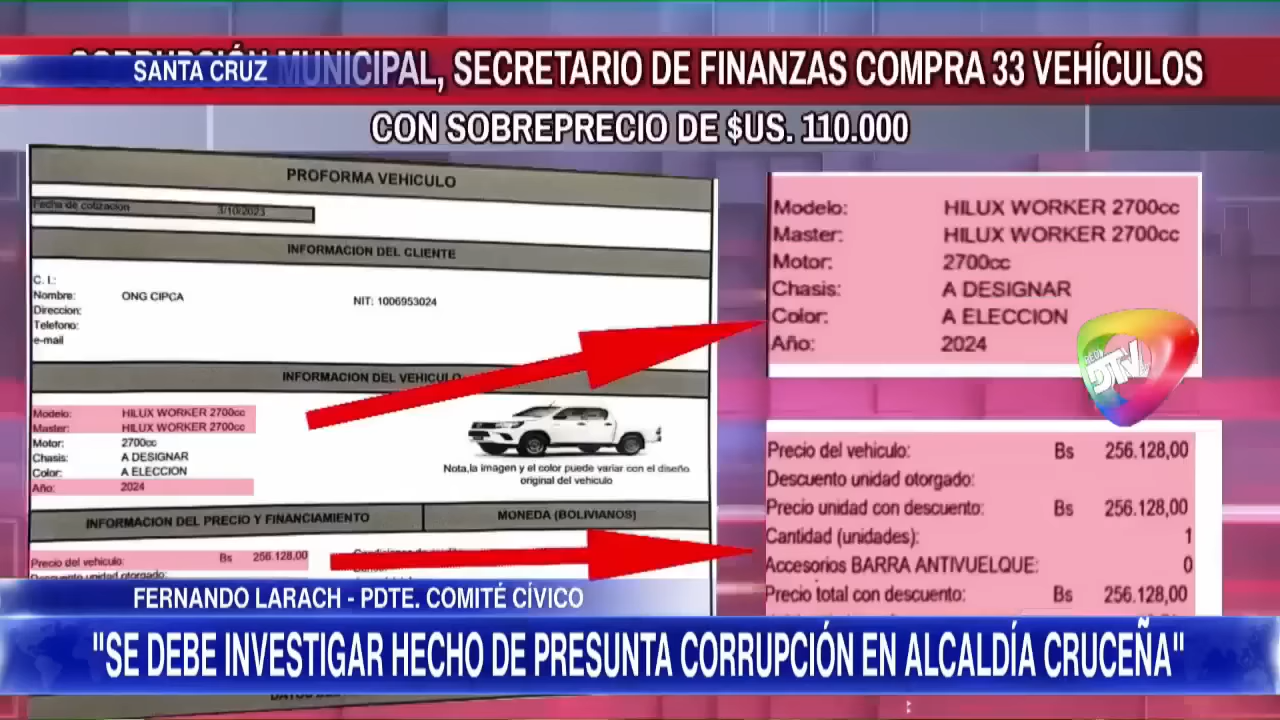 CORRUPCIÓN MUNICIPAL, SECRETARIO DE FINANZAS COMPRA 33 VEHÍCULOS
SANTA CRUZ
CON SOBREPRECIO DE $US. 110.000
PROFORMA VEHICULO
Fecha de cotizacion 3/10/2023
INFORMACION DEL CLIENTE
C. I.:
Nombre: ONG CIPCA NIT: 1006953024
Direccion:
Telefono:
e-mail
INFORMACION DEL VEHICULO
Modelo: HILUX WORKER 2700cc
Master: HILUX WORKER 2700cc
Motor: 2700cc
Chasis: A DESIGNAR
Color: A ELECCION
Año: 2024
Nota,la imagen y el color puede variar con el diseño
original del vehiculo
INFORMACION DEL PRECIO Y FINANCIAMIENTO MONEDA (BOLIVIANOS)
Precio del vehiculo: Bs 256.128,00
Descuento unidad otorgado:
Modelo: HILUX WORKER 2700cc
Master: HILUX WORKER 2700cc
Motor: 2700cc
Chasis: A DESIGNAR
Color: A ELECCION
Año: 2024
RED DTV
Precio del vehiculo: Bs 256.128,00
Descuento unidad otorgado:
Precio unidad con descuento: Bs 256.128,00
Cantidad (unidades): 1
Accesorios BARRA ANTIVUELQUE: 0
Precio total con descuento: Bs 256.128,00
FERNANDO LARACH - PDTE. COMITÉ CÍVICO
"SE DEBE INVESTIGAR HECHO DE PRESUNTA CORRUPCIÓN EN ALCALDÍA CRUCEÑA"